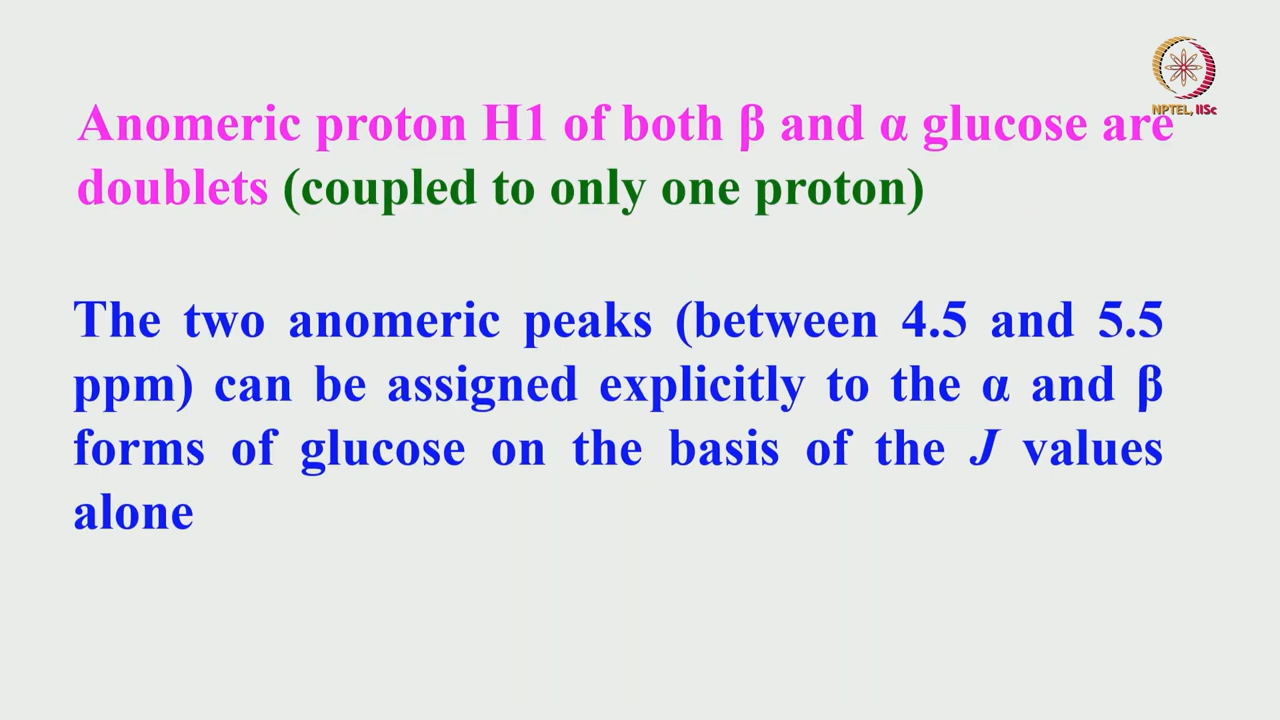 NPTEL, IISc
Anomeric proton H1 of both β and α glucose are
doublets (coupled to only one proton)
The two anomeric peaks (between 4.5 and 5.5
ppm) can be assigned explicitly to the α and β
forms of glucose on the basis of the J values
alone